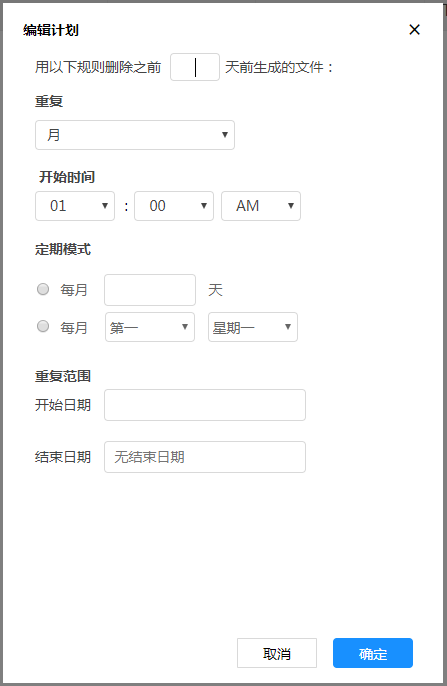 编辑计划
用以下规则删除之前 天前生成的文件：
重复
月
开始时间
01 : 00 AM
定期模式
每月 天
每月 第一 星期一
重复范围
开始日期
结束日期 无结束日期
取消 确定